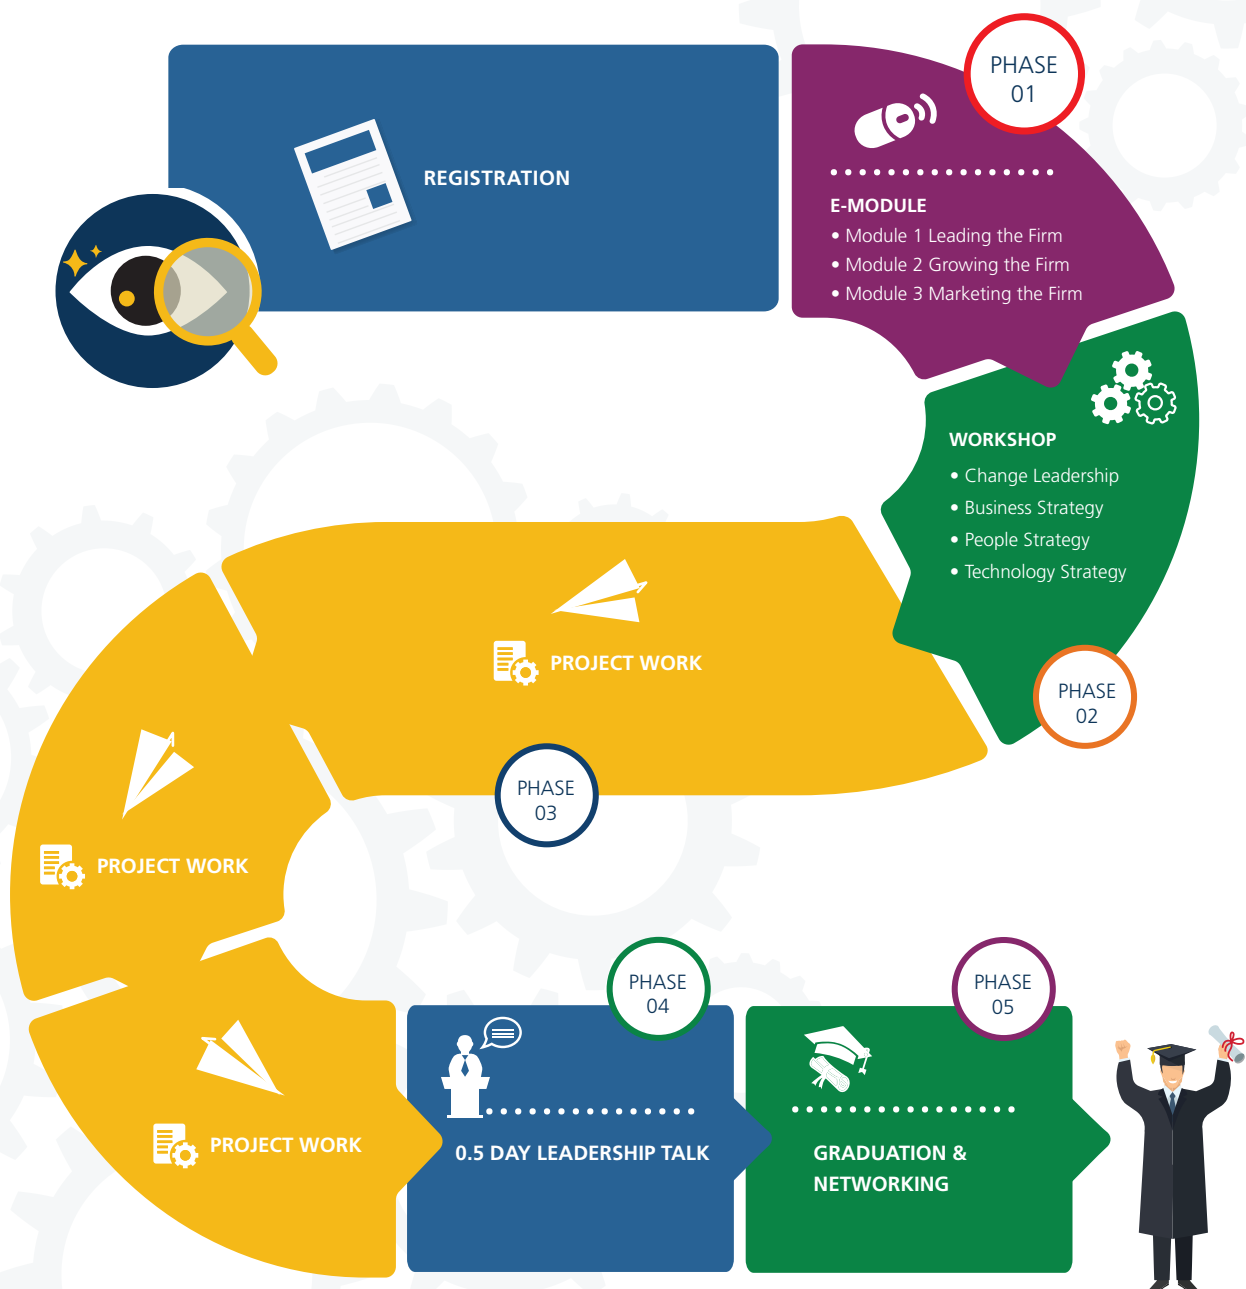 REGISTRATION
PHASE
01
E-MODULE
• Module 1 Leading the Firm
• Module 2 Growing the Firm
• Module 3 Marketing the Firm
WORKSHOP
• Change Leadership
• Business Strategy
• People Strategy
• Technology Strategy
PHASE
02
PROJECT WORK
PHASE
03
PROJECT WORK
PROJECT WORK
PHASE
04
0.5 DAY LEADERSHIP TALK
PHASE
05
GRADUATION &
NETWORKING